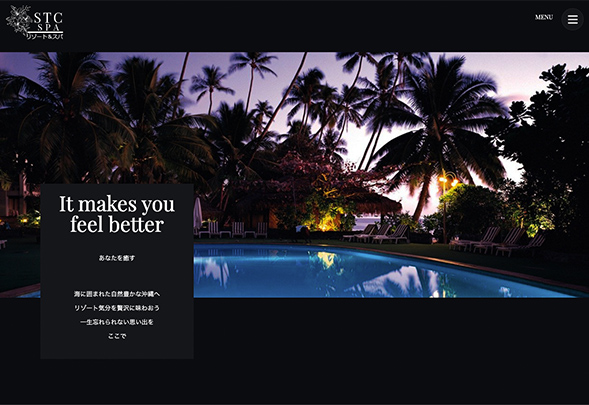 STC
SPA
リゾート&スパ
MENU
It makes you
feel better
あなたを癒す
海に囲まれた自然豊かな沖縄へ
リゾート気分を贅沢に味わおう
一生忘れられない思い出を
ここで